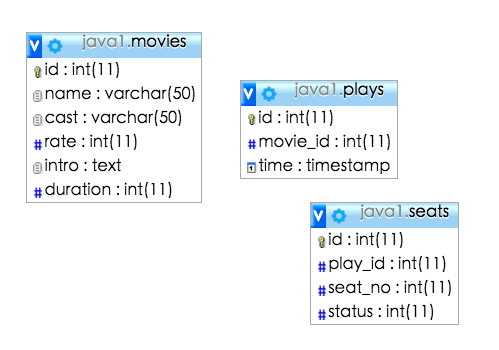 java1.movies
id : int(11)
name : varchar(50)
cast : varchar(50)
rate : int(11)
intro : text
duration : int(11)
java1.plays
id : int(11)
movie_id : int(11)
time : timestamp
java1.seats
id : int(11)
play_id : int(11)
seat_no : int(11)
status : int(11)